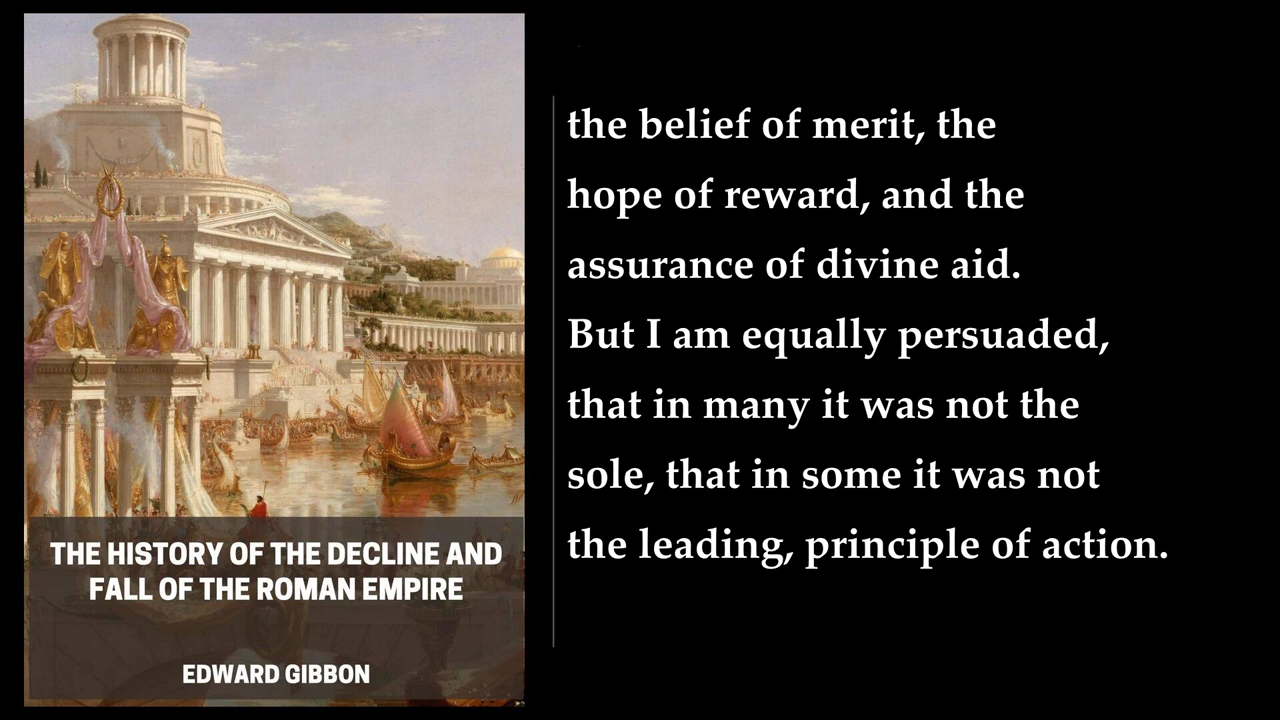 THE HISTORY OF THE DECLINE AND
FALL OF THE ROMAN EMPIRE
EDWARD GIBBON
the belief of merit, the
hope of reward, and the
assurance of divine aid.
But I am equally persuaded,
that in many it was not the
sole, that in some it was not
the leading, principle of action.